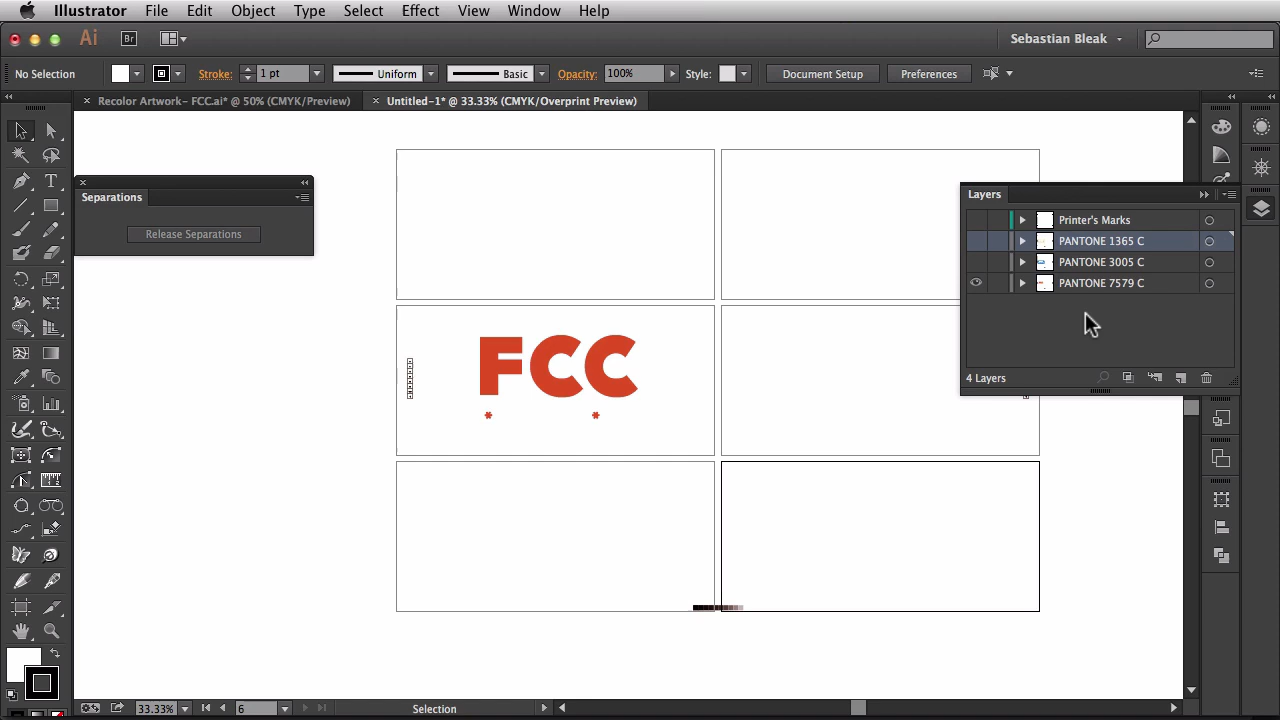 Illustrator File Edit Object Type Select Effect View Window Help
Ai Br Sebastian Bleak
No Selection Stroke: 1 pt Uniform Basic Opacity: 100% Style: Document Setup Preferences
Recolor Artwork- FCC.ai* @ 50% (CMYK/Preview) Untitled-1* @ 33.33% (CMYK/Overprint Preview)
Separations
Release Separations
Layers
Printer's Marks
PANTONE 1365 C
PANTONE 3005 C
PANTONE 7579 C
4 Layers
FCC
* *
33.33% 6 Selection